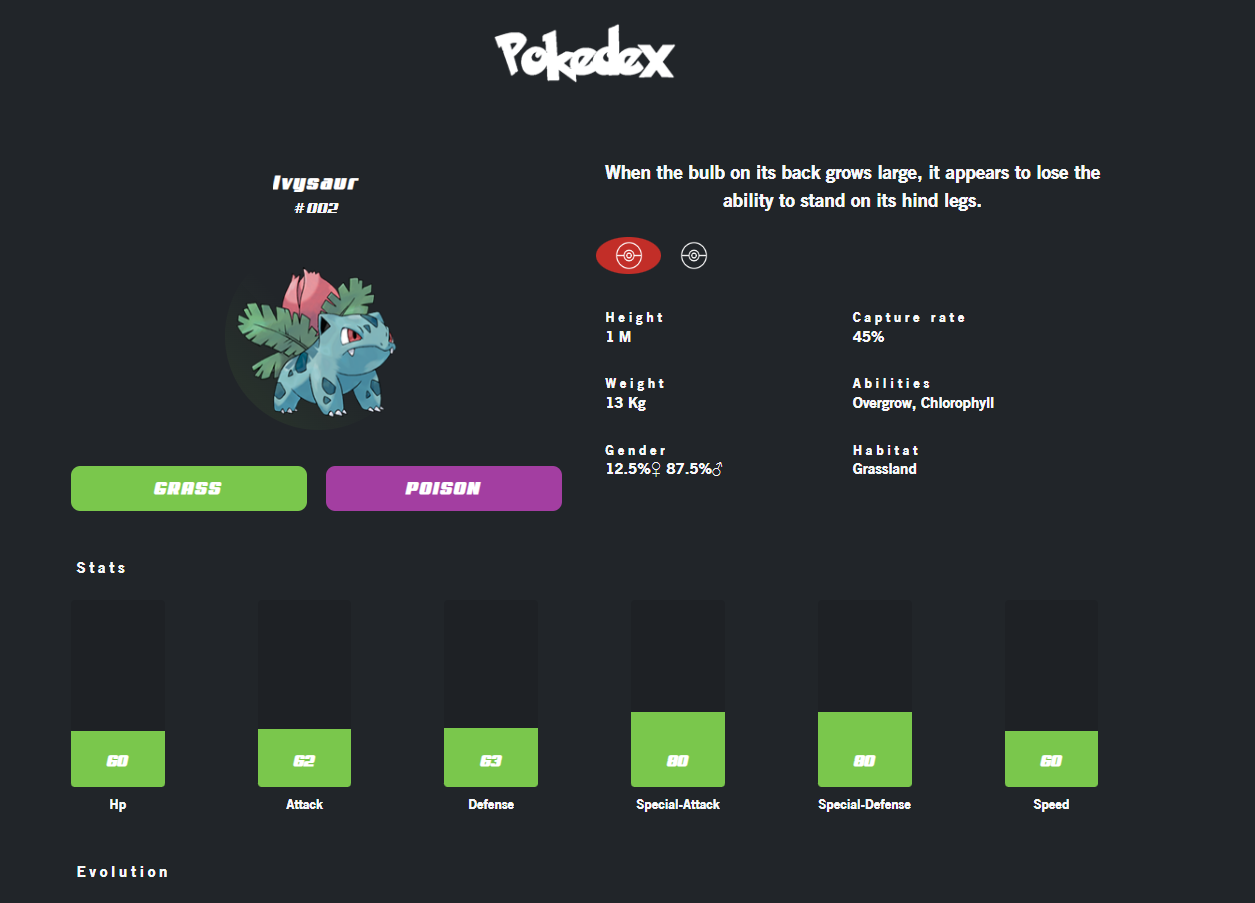 Pokedex
Ivysaur
#002
When the bulb on its back grows large, it appears to lose the
ability to stand on its hind legs.
Height
1 M
Capture rate
45%
Weight
13 Kg
Abilities
Overgrow, Chlorophyll
Gender
12.5%♀ 87.5%♂
Habitat
Grassland
GRASS
POISON
Stats
60
62
63
80
80
60
Hp
Attack
Defense
Special-Attack
Special-Defense
Speed
Evolution